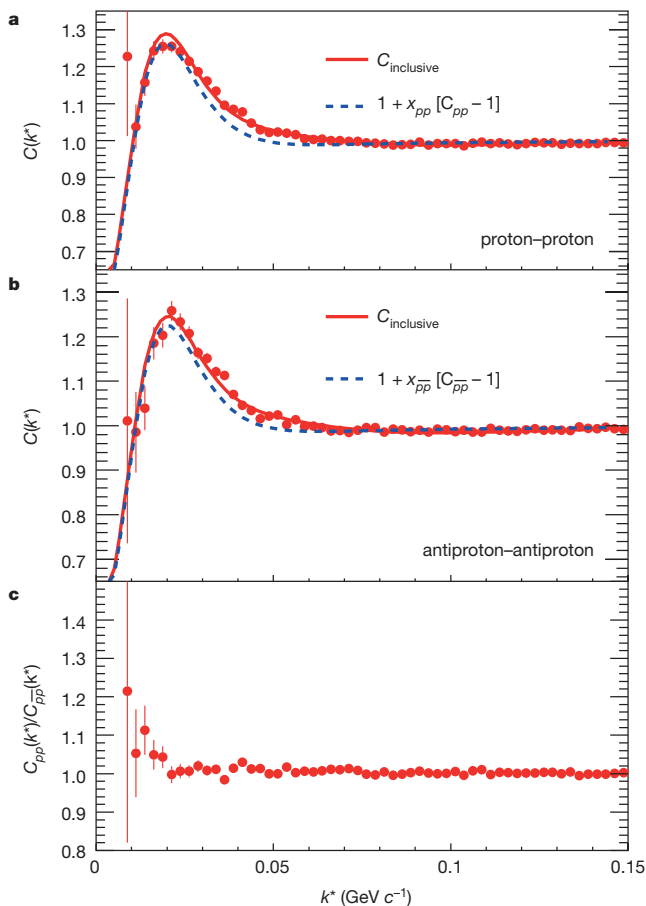 a
1.3
1.2
1.1
1.0
0.9
0.8
0.7
C(k*)
C_inclusive
1 + x_pp [C_pp – 1]
proton–proton
b
1.3
1.2
1.1
1.0
0.9
0.8
0.7
C(k*)
C_inclusive
1 + x_p̅p̅ [C_p̅p̅ – 1]
antiproton–antiproton
c
1.4
1.3
1.2
1.1
1.0
0.9
0.8
C_pp(k*)/C_p̅p̅(k*)
0 0.05 0.1 0.15
k* (GeV c⁻¹)